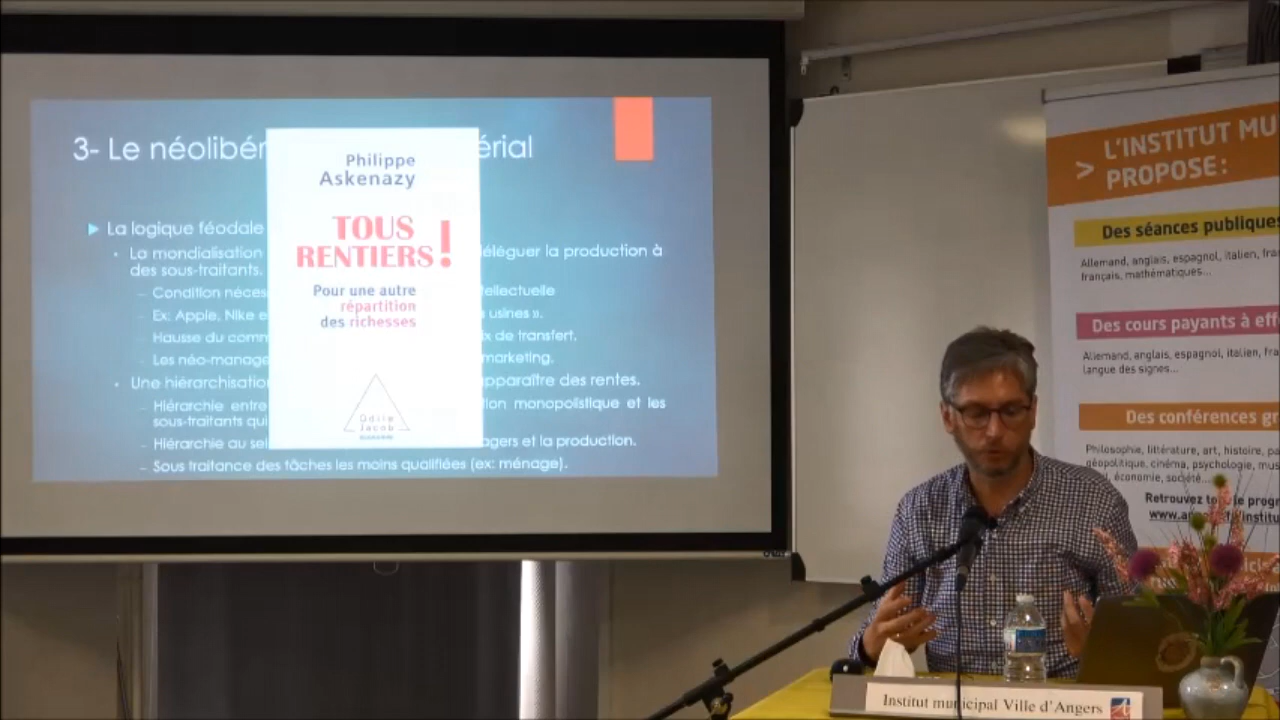 3- Le néolibér érial
Philippe
Askenazy
TOUS
RENTIERS!
Pour une autre
répartition
des richesses
Odile
Jacob
La logique féodale
La mondialisation déléguer la production à
des sous-traitants.
Condition néces tellectuelle
Ex: Apple, Nike e usines ».
Hausse du comm ix de transfert.
Les néo-manage marketing.
Une hiérarchisatio apparaître des rentes.
Hiérarchie entre tion monopolistique et les
sous-traitants qui
Hiérarchie au sei agers et la production.
Sous traitance des tâches les moins qualifiées (ex: ménage).
> L'INSTITUT MU
PROPOSE :
Des séances publiques
Allemand, anglais, espagnol, italien, fra
français, mathématiques...
Des cours payants à eff
Allemand, anglais, espagnol, italien, fra
langue des signes...
Des conférences gr
Philosophie, littérature, art, histoire, pa
géopolitique, cinéma, psychologie, mus
économie, société...
Retrouvez le progr
www.
Institut municipal Ville d'Angers